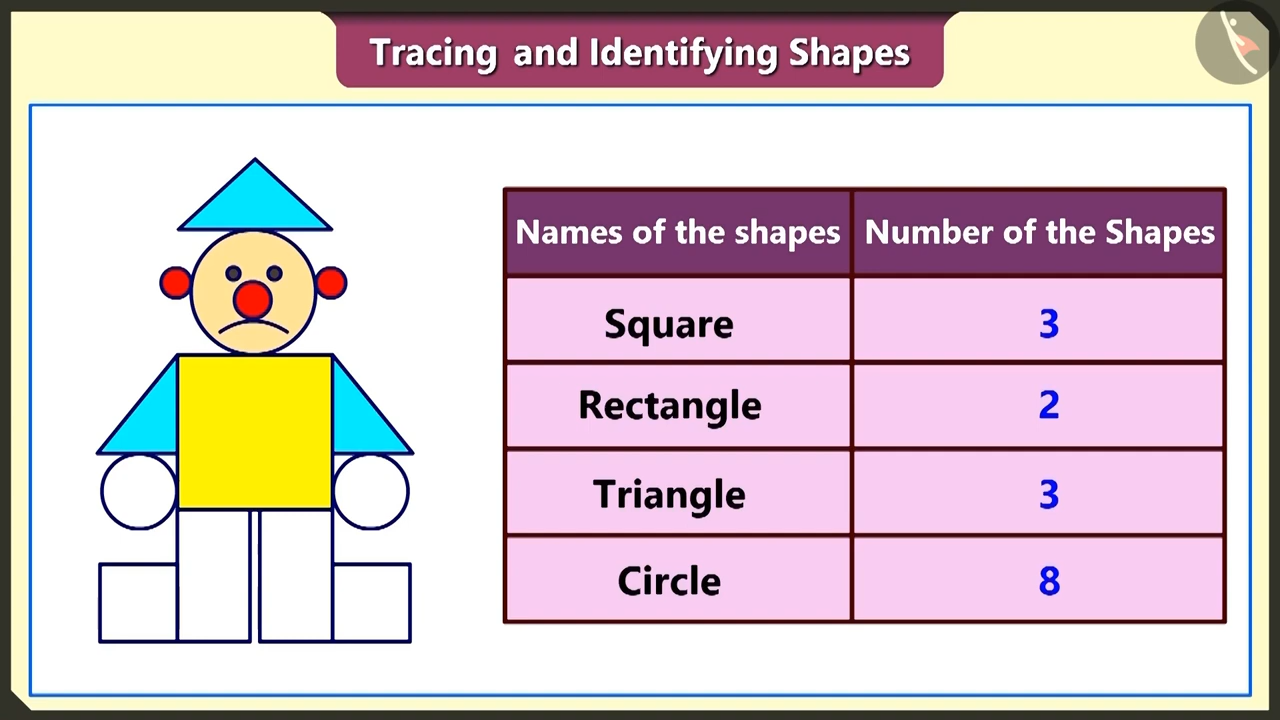 Tracing and Identifying Shapes
Names of the shapes Number of the Shapes
Square 3
Rectangle 2
Triangle 3
Circle 8